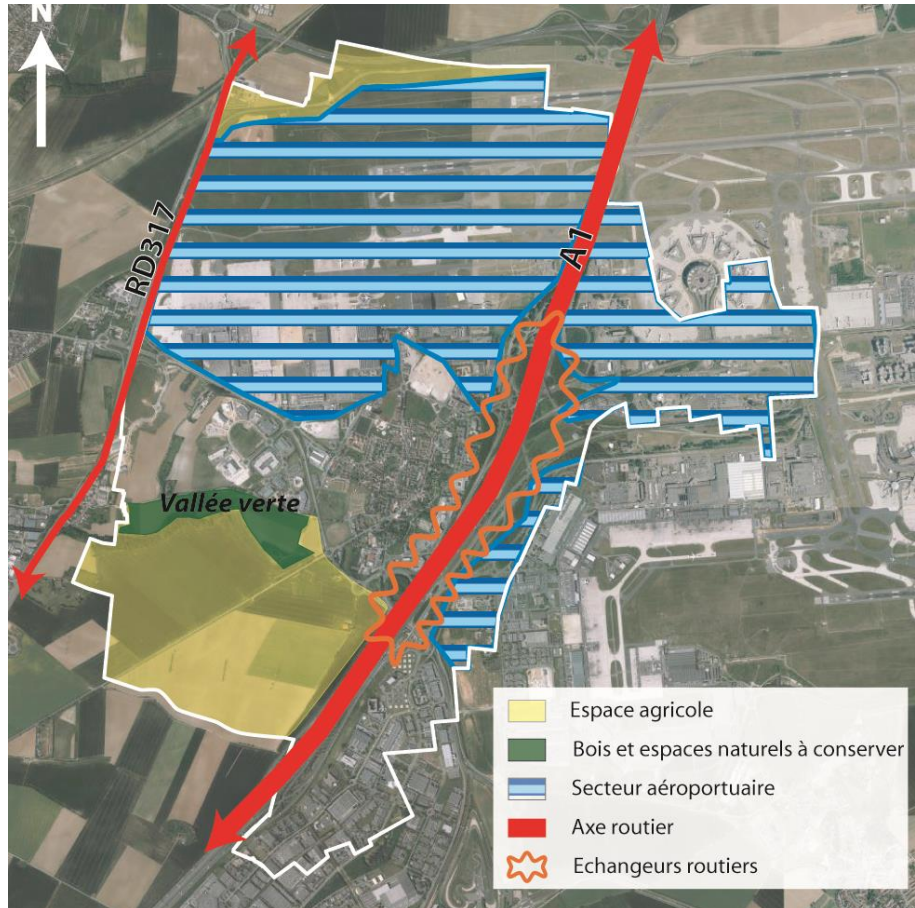 N
RD317
A1
Vallée verte
Espace agricole
Bois et espaces naturels à conserver
Secteur aéroportuaire
Axe routier
Echangeurs routiers